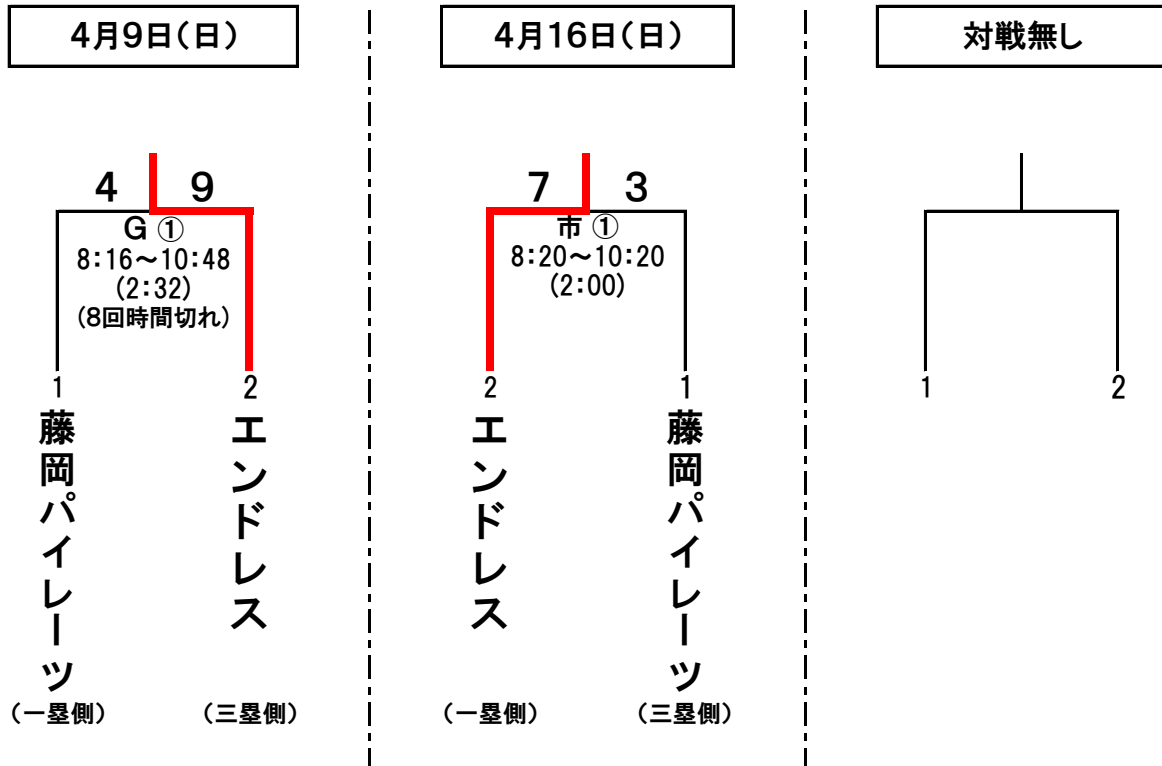 4月9日(日)
4 9
G ①
8:16~10:48
(2:32)
(8回時間切れ)
1 2
藤岡パイレーツ
エンドレス
(一塁側) (三塁側)
4月16日(日)
7 3
市 ①
8:20~10:20
(2:00)
2 1
エンドレス
藤岡パイレーツ
(一塁側) (三塁側)
対戦無し
1 2